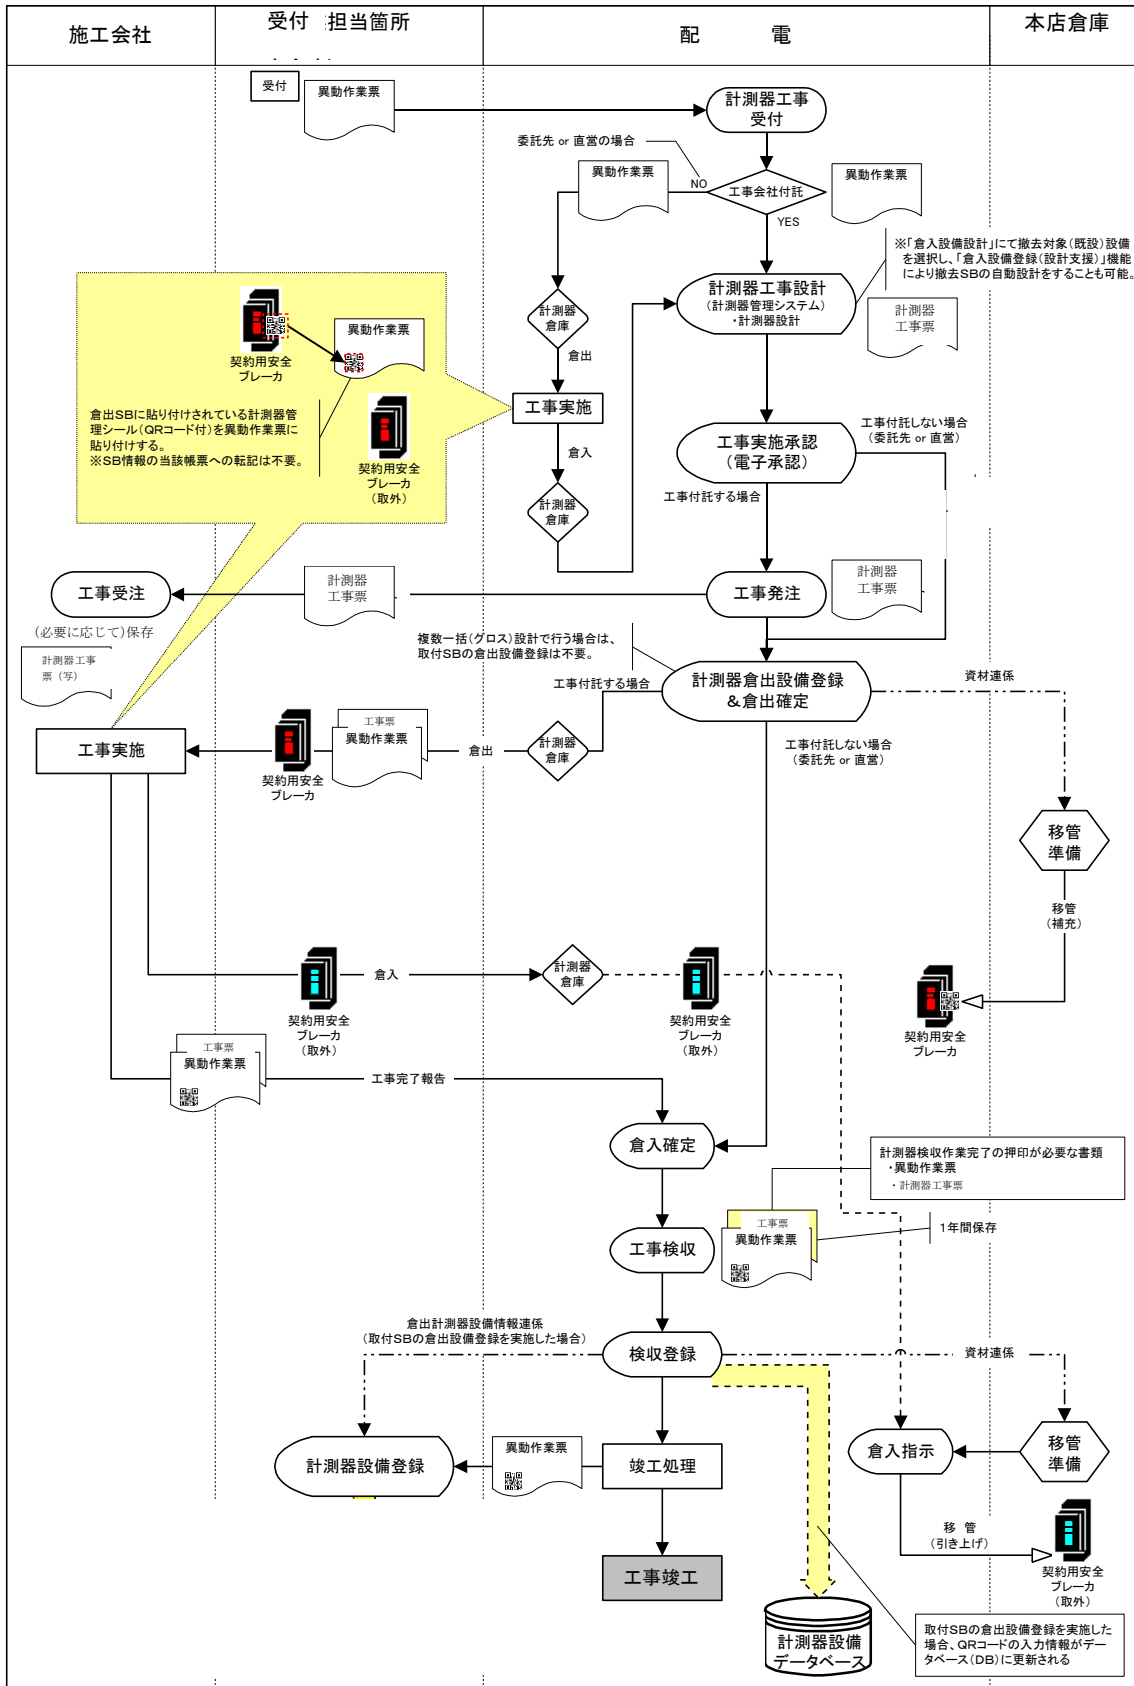 施工会社
受付 担当箇所
配 電
本店倉庫
受付
異動作業票
計測器工事
受付
委託先 or 直営の場合
異動作業票
NO
工事会社付託
異動作業票
YES
※「倉入設備設計」にて撤去対象（既設）設備
を選択し、「倉入設備登録（設計支援）」機能
により撤去SBの自動設計をすることも可能。
計測器工事設計
（計測器管理システム）
・計測器設計
計測器
工事票
計測器
倉庫
倉出
異動作業票
契約用安全
ブレーカ
倉出SBに貼り付けされている計測器管
理シール（QRコード付）を異動作業票に
貼り付けする。
※SB情報の当該帳票への転記は不要。
契約用安全
ブレーカ
（取外）
工事実施
倉入
計測器
倉庫
工事実施承認
（電子承認）
工事付託しない場合
（委託先 or 直営）
工事付託する場合
工事受注
計測器
工事票
工事発注
計測器
工事票
（必要に応じて）保存
計測器工事
票（写）
複数一括（グロス）設計で行う場合は、
取付SBの倉出設備登録は不要。
計測器倉出設備登録
＆倉出確定
資材連係
工事付託する場合
工事実施
契約用安全
ブレーカ
工事票
異動作業票
倉出
計測器
倉庫
工事付託しない場合
（委託先 or 直営）
移管
準備
移管
（補充）
契約用安全
ブレーカ
（取外）
倉入
計測器
倉庫
契約用安全
ブレーカ
（取外）
契約用安全
ブレーカ
工事票
異動作業票
工事完了報告
倉入確定
計測器検収作業完了の押印が必要な書類
・異動作業票
・計測器工事票
工事検収
工事票
異動作業票
1年間保存
倉出計測器設備情報連係
（取付SBの倉出設備登録を実施した場合）
検収登録
資材連係
計測器設備登録
異動作業票
竣工処理
倉入指示
移管
準備
移 管
（引き上げ）
契約用安全
ブレーカ
（取外）
工事竣工
計測器設備
データベース
取付SBの倉出設備登録を実施した
場合、QRコードの入力情報がデー
タベース（DB）に更新される